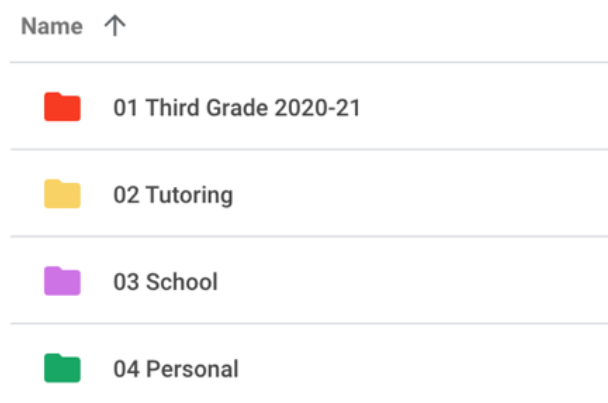 Name
01 Third Grade 2020-21
02 Tutoring
03 School
04 Personal